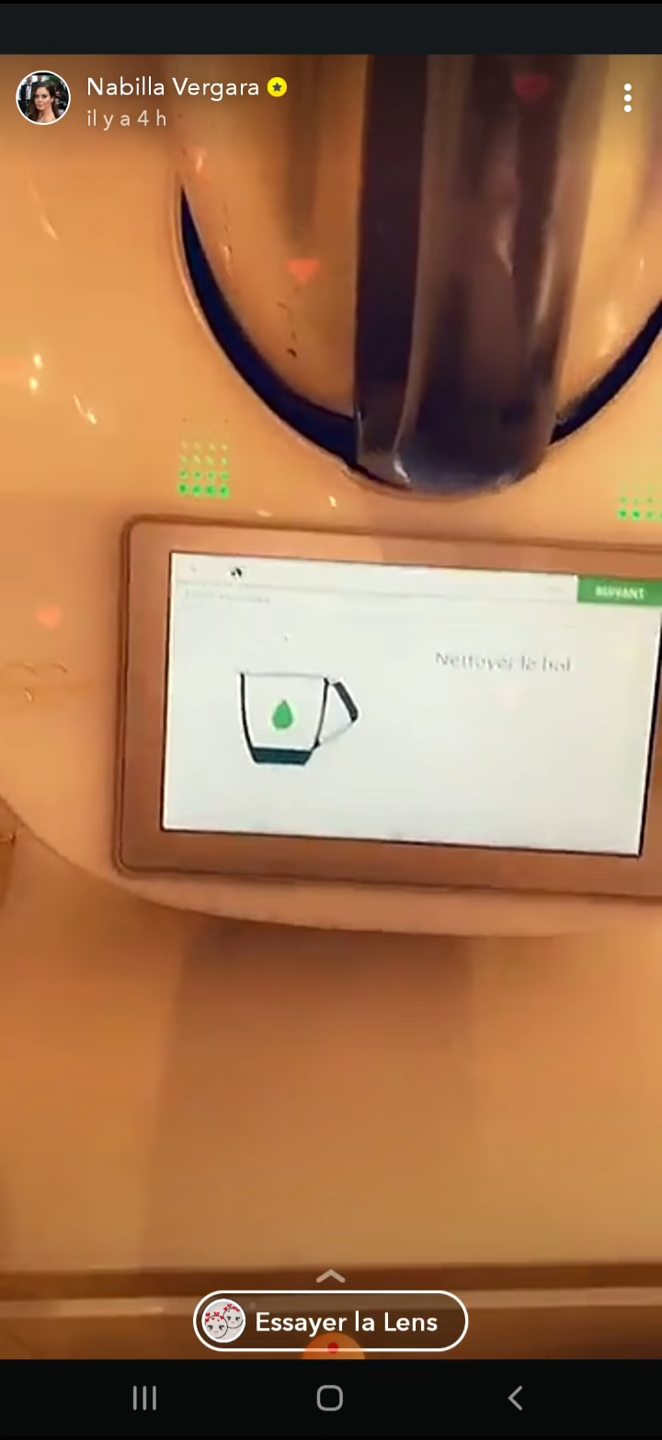 Nabilla Vergara
il y a 4 h
SUIVANT
Nettoyer le bol
Essayer la Lens